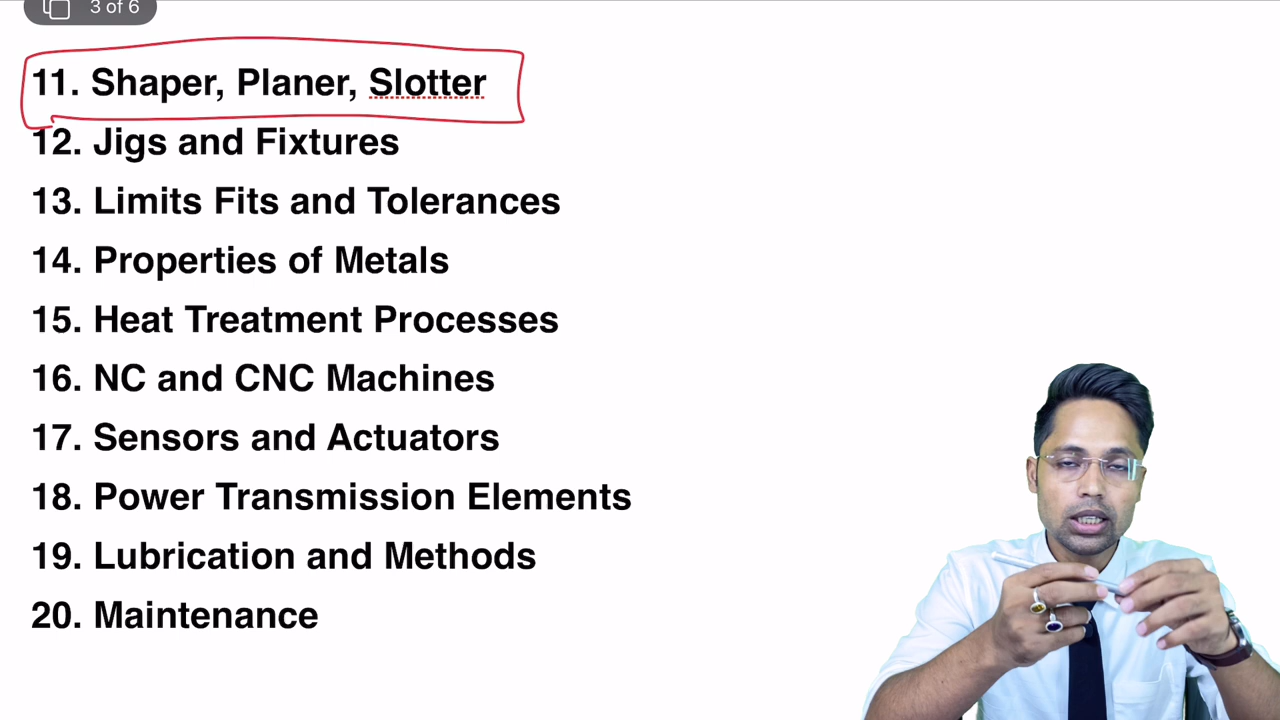 3 of 6
11. Shaper, Planer, Slotter
12. Jigs and Fixtures
13. Limits Fits and Tolerances
14. Properties of Metals
15. Heat Treatment Processes
16. NC and CNC Machines
17. Sensors and Actuators
18. Power Transmission Elements
19. Lubrication and Methods
20. Maintenance